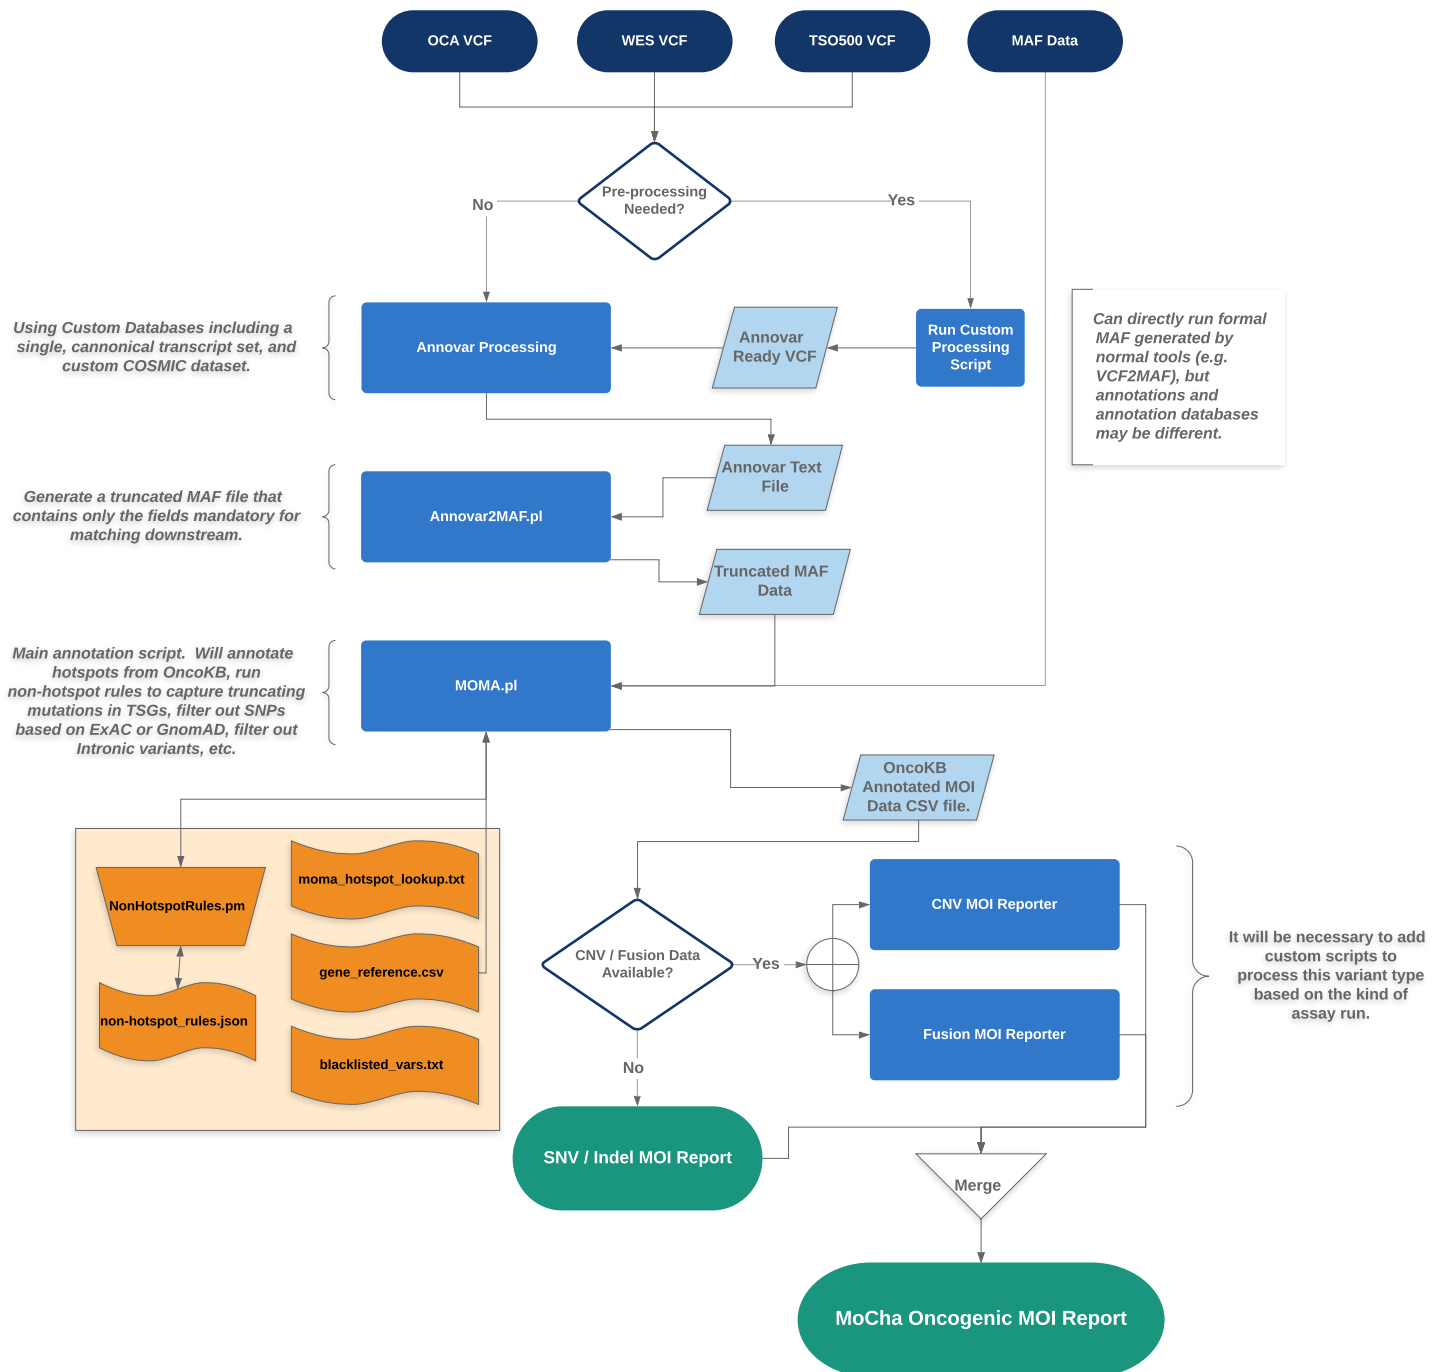 OCA VCF
WES VCF
TSO500 VCF
MAF Data
Pre-processing
Needed?
No
Yes
Using Custom Databases including a
single, cannonical transcript set, and
custom COSMIC dataset.
Annovar Processing
Annovar
Ready VCF
Run Custom
Processing
Script
Can directly run formal
MAF generated by
normal tools (e.g.
VCF2MAF), but
annotations and
annotation databases
may be different.
Annovar Text
File
Generate a truncated MAF file that
contains only the fields mandatory for
matching downstream.
Annovar2MAF.pl
Truncated MAF
Data
Main annotation script.  Will annotate
hotspots from OncoKB, run
non-hotspot rules to capture truncating
mutations in TSGs, filter out SNPs
based on ExAC or GnomAD, filter out
Intronic variants, etc.
MOMA.pl
OncoKB
Annotated MOI
Data CSV file.
NonHotspotRules.pm
non-hotspot_rules.json
moma_hotspot_lookup.txt
gene_reference.csv
blacklisted_vars.txt
CNV / Fusion Data
Available?
Yes
No
CNV MOI Reporter
Fusion MOI Reporter
It will be necessary to add
custom scripts to
process this variant type
based on the kind of
assay run.
SNV / Indel MOI Report
Merge
MoCha Oncogenic MOI Report